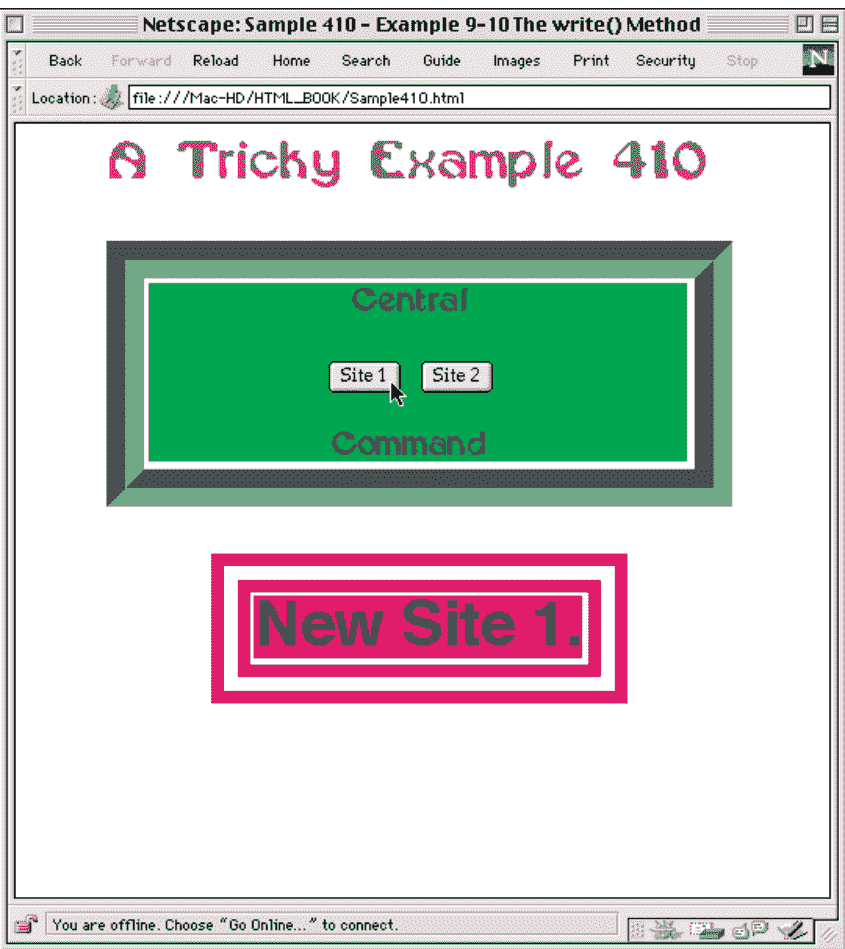 Netscape: Sample 410 - Example 9-10 The write() Method
Back Forward Reload Home Search Guide Images Print Security Stop
N
Location: file:///Mac-HD/HTML_BOOK/Sample410.html
A Tricky Example 410
Central
Site 1 Site 2
Command
New Site 1.
You are offline. Choose “Go Online...” to connect.